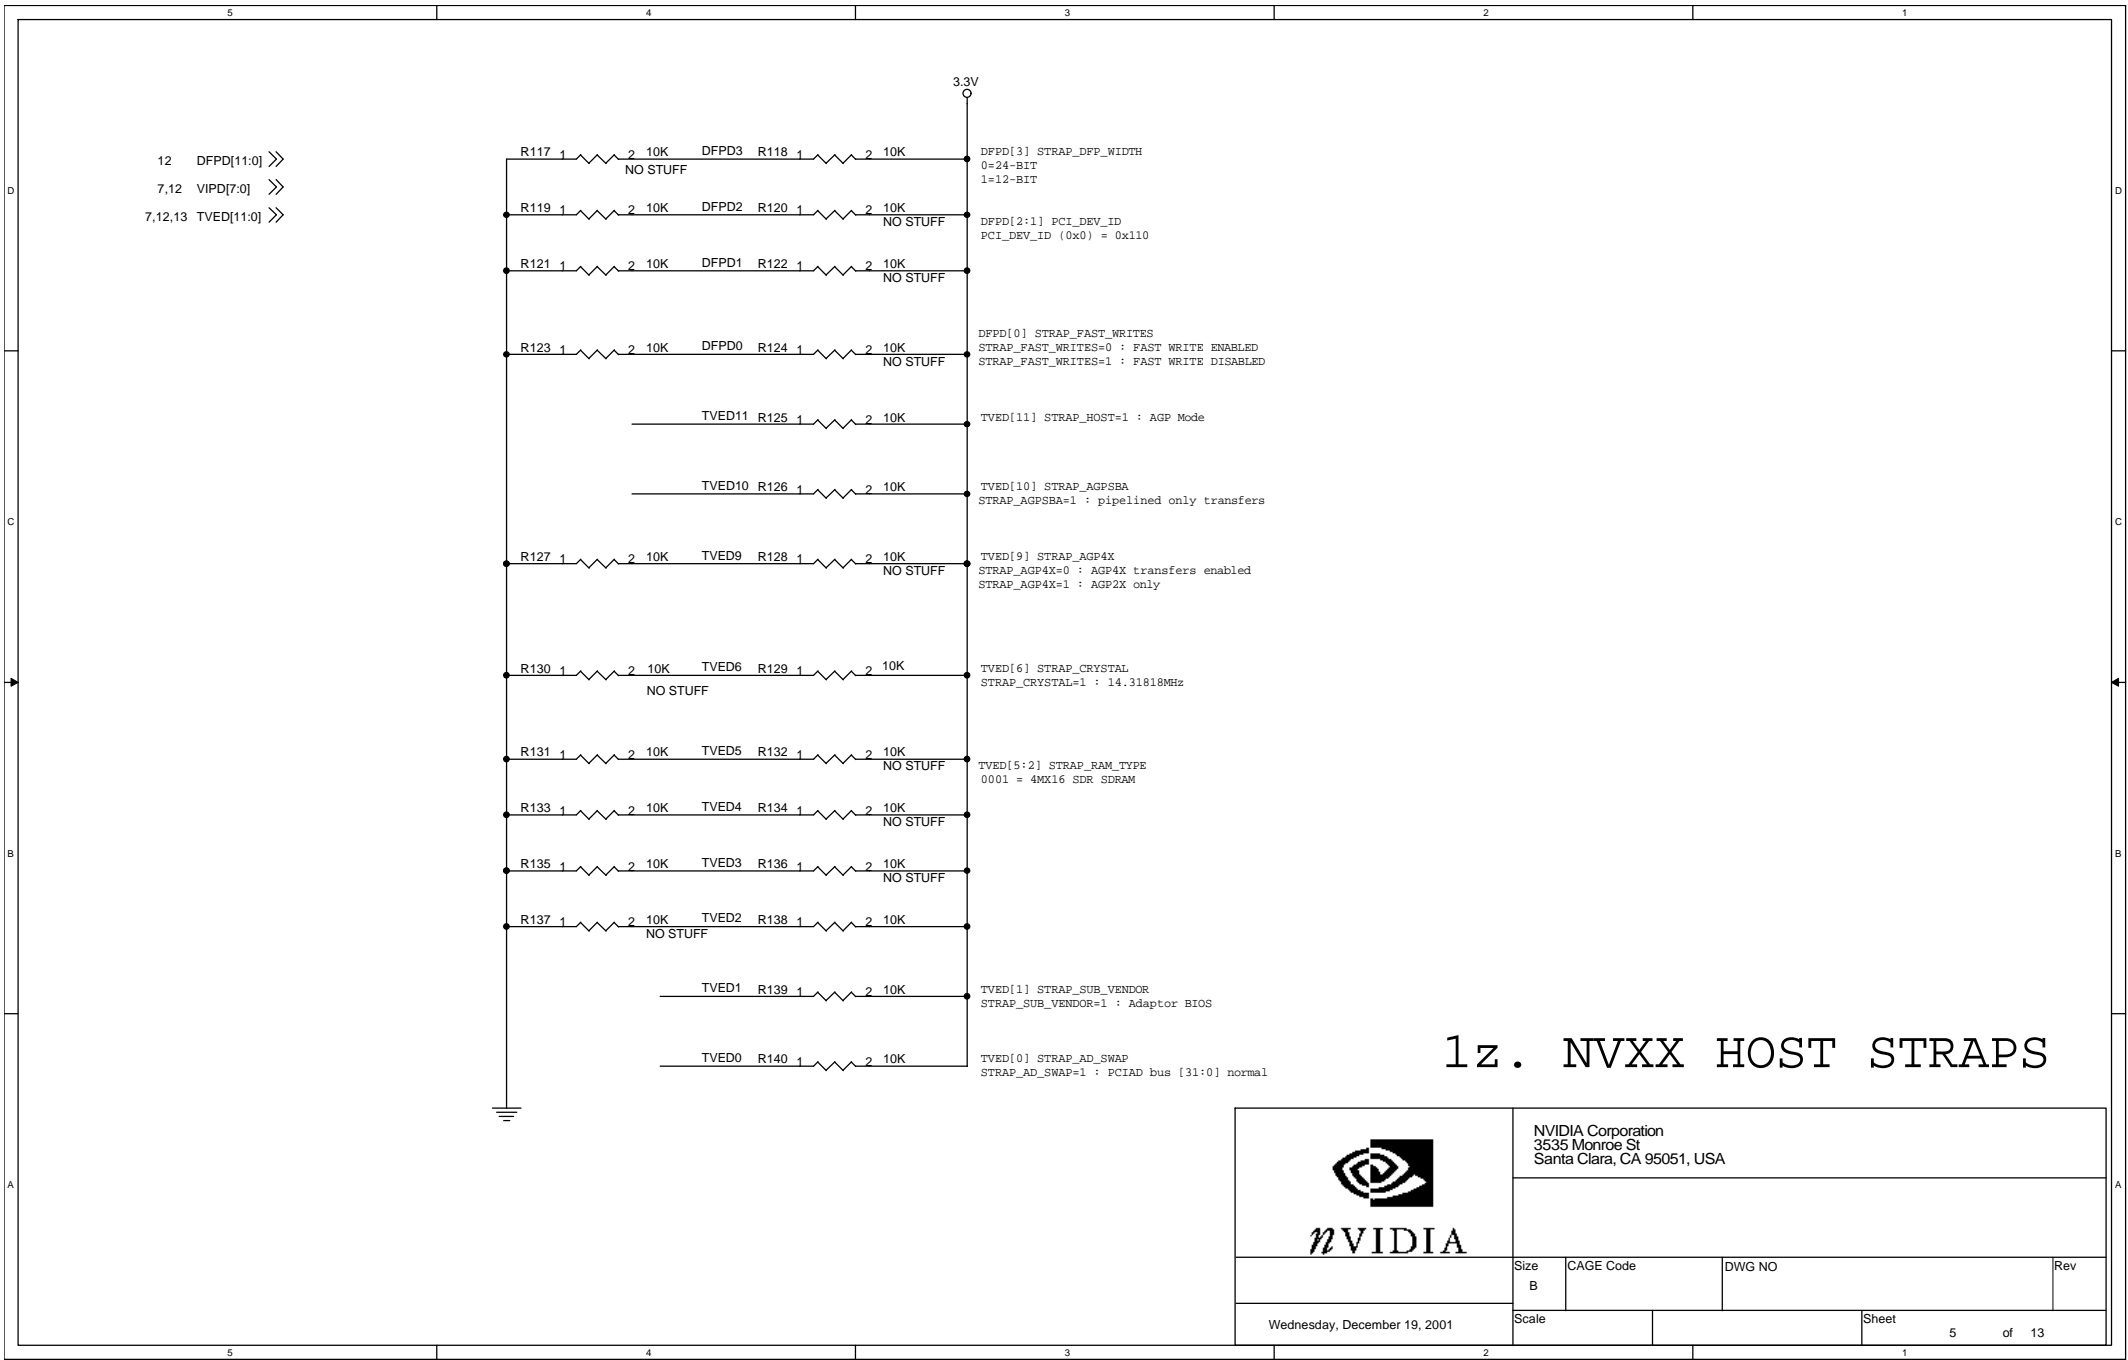 5 4 3 2 1
3.3V
12 DFPD[11:0]
7,12 VIPD[7:0]
7,12,13 TVED[11:0]
R117 1 2 10K DFPD3 R118 1 2 10K
NO STUFF
DFPD[3] STRAP_DFP_WIDTH
0=24-BIT
1=12-BIT
D D
R119 1 2 10K DFPD2 R120 1 2 10K
NO STUFF
DFPD[2:1] PCI_DEV_ID
PCI_DEV_ID (0x0) = 0x110
R121 1 2 10K DFPD1 R122 1 2 10K
NO STUFF
R123 1 2 10K DFPD0 R124 1 2 10K
NO STUFF
DFPD[0] STRAP_FAST_WRITES
STRAP_FAST_WRITES=0 : FAST WRITE ENABLED
STRAP_FAST_WRITES=1 : FAST WRITE DISABLED
TVED11 R125 1 2 10K
TVED[11] STRAP_HOST=1 : AGP Mode
TVED10 R126 1 2 10K
TVED[10] STRAP_AGPSBA
STRAP_AGPSBA=1 : pipelined only transfers
C C
R127 1 2 10K TVED9 R128 1 2 10K
NO STUFF
TVED[9] STRAP_AGP4X
STRAP_AGP4X=0 : AGP4X transfers enabled
STRAP_AGP4X=1 : AGP2X only
R130 1 2 10K TVED6 R129 1 2 10K
NO STUFF
TVED[6] STRAP_CRYSTAL
STRAP_CRYSTAL=1 : 14.31818MHz
R131 1 2 10K TVED5 R132 1 2 10K
NO STUFF
TVED[5:2] STRAP_RAM_TYPE
0001 = 4MX16 SDR SDRAM
R133 1 2 10K TVED4 R134 1 2 10K
NO STUFF
B B
R135 1 2 10K TVED3 R136 1 2 10K
NO STUFF
R137 1 2 10K TVED2 R138 1 2 10K
NO STUFF
TVED1 R139 1 2 10K
TVED[1] STRAP_SUB_VENDOR
STRAP_SUB_VENDOR=1 : Adaptor BIOS
TVED0 R140 1 2 10K
TVED[0] STRAP_AD_SWAP
STRAP_AD_SWAP=1 : PCIAD bus [31:0] normal
1z. NVXX HOST STRAPS
A A
nVIDIA
NVIDIA Corporation
3535 Monroe St
Santa Clara, CA 95051, USA
Size CAGE Code DWG NO Rev
B
Wednesday, December 19, 2001
Scale Sheet
5 of 13
5 4 3 2 1